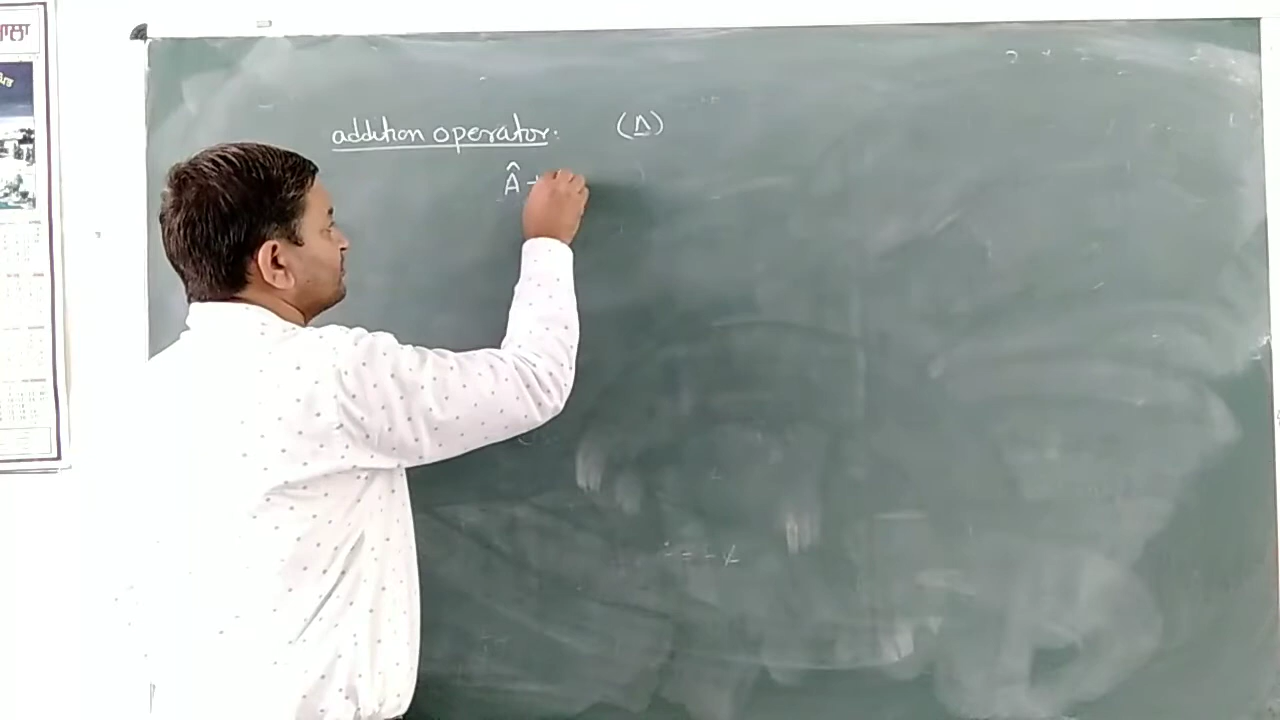 addition operator: (Λ)
Â +